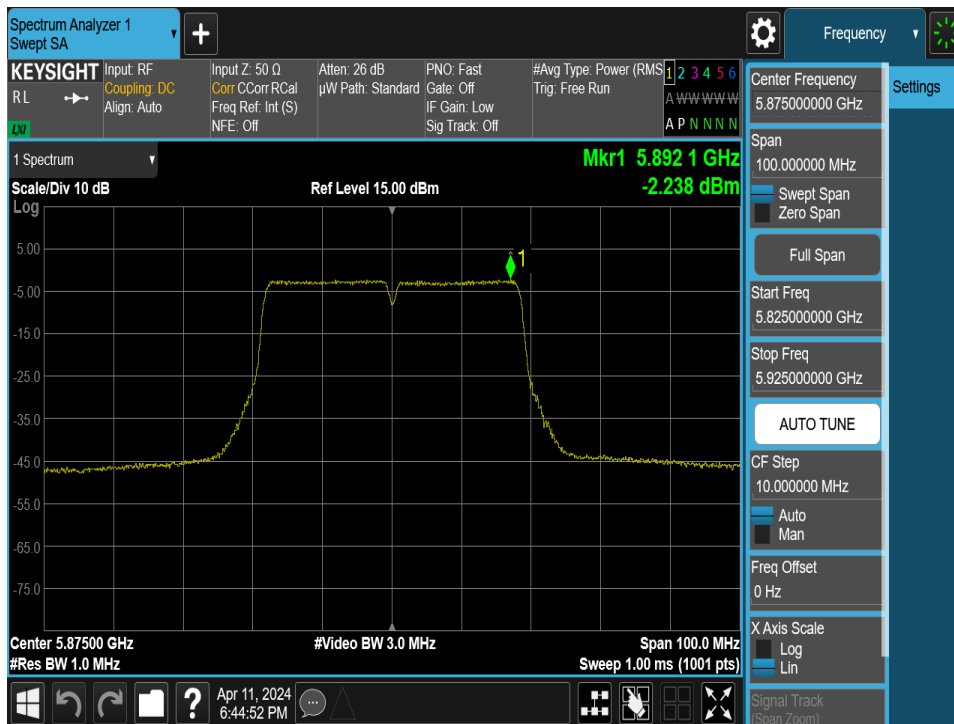 Spectrum Analyzer 1
Swept SA
+
Frequency
KEYSIGHT
R L
LXI
Input: RF
Coupling: DC
Align: Auto
Input Z: 50 Ω
Corr CCorr RCal
Freq Ref: Int (S)
NFE: Off
Atten: 26 dB
µW Path: Standard
PNO: Fast
Gate: Off
IF Gain: Low
Sig Track: Off
#Avg Type: Power (RMS
Trig: Free Run
1 2 3 4 5 6
A W W W W W
A P N N N N
1 Spectrum
Mkr1 5.892 1 GHz
Scale/Div 10 dB
Ref Level 15.00 dBm
-2.238 dBm
Log
1
5.00
-5.00
-15.0
-25.0
-35.0
-45.0
-55.0
-65.0
-75.0
Center 5.87500 GHz
#Video BW 3.0 MHz
Span 100.0 MHz
#Res BW 1.0 MHz
Sweep 1.00 ms (1001 pts)
Center Frequency
5.875000000 GHz
Span
100.000000 MHz
Swept Span
Zero Span
Full Span
Start Freq
5.825000000 GHz
Stop Freq
5.925000000 GHz
AUTO TUNE
CF Step
10.000000 MHz
Auto
Man
Freq Offset
0 Hz
X Axis Scale
Log
Lin
Signal Track
(Span Zoom)
Settings
?
Apr 11, 2024
6:44:52 PM